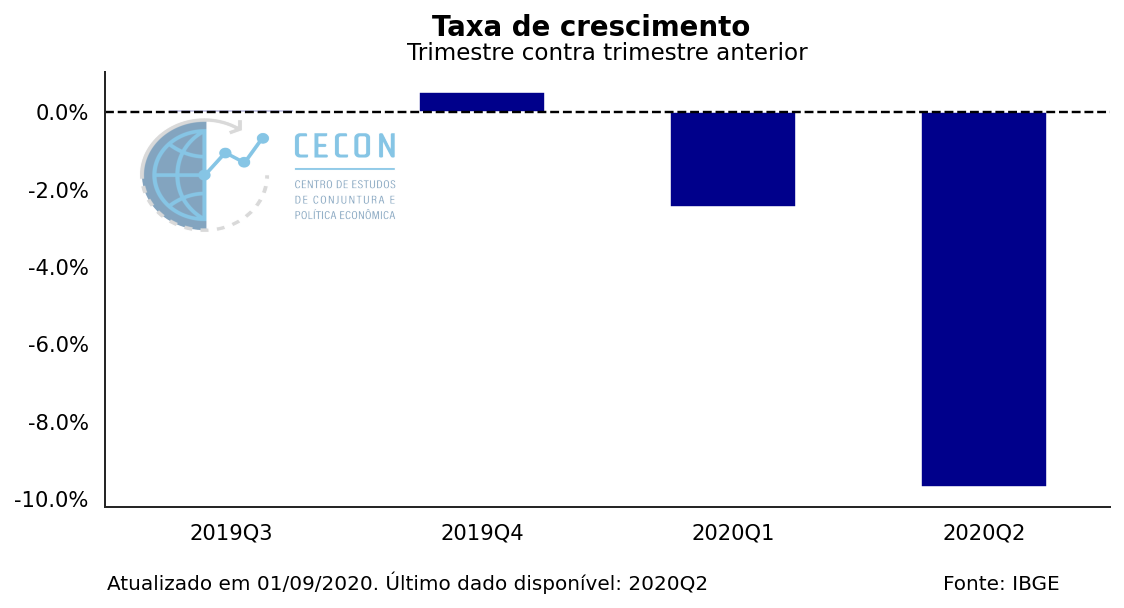 Taxa de crescimento
Trimestre contra trimestre anterior
0.0%
-2.0%
-4.0%
-6.0%
-8.0%
-10.0%
CECON
CENTRO DE ESTUDOS
DE CONJUNTURA E
POLÍTICA ECONÔMICA
2019Q3 2019Q4 2020Q1 2020Q2
Atualizado em 01/09/2020. Último dado disponível: 2020Q2 Fonte: IBGE